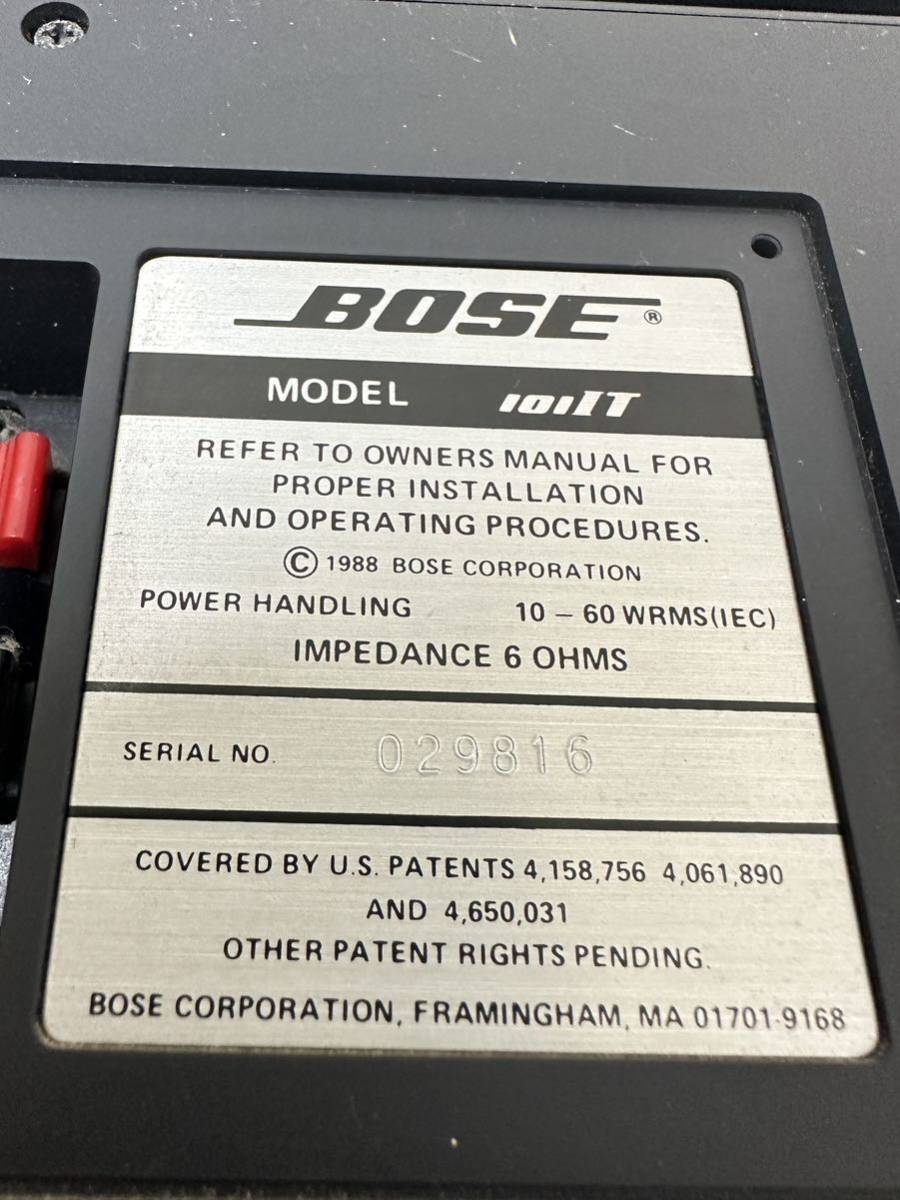 BOSE®
MODEL 101IT
REFER TO OWNERS MANUAL FOR
PROPER INSTALLATION
AND OPERATING PROCEDURES.
© 1988 BOSE CORPORATION
POWER HANDLING 10 – 60 WRMS(IEC)
IMPEDANCE 6 OHMS
SERIAL NO. 029816
COVERED BY U.S. PATENTS 4,158,756 4,061,890
AND 4,650,031
OTHER PATENT RIGHTS PENDING.
BOSE CORPORATION, FRAMINGHAM, MA 01701-9168